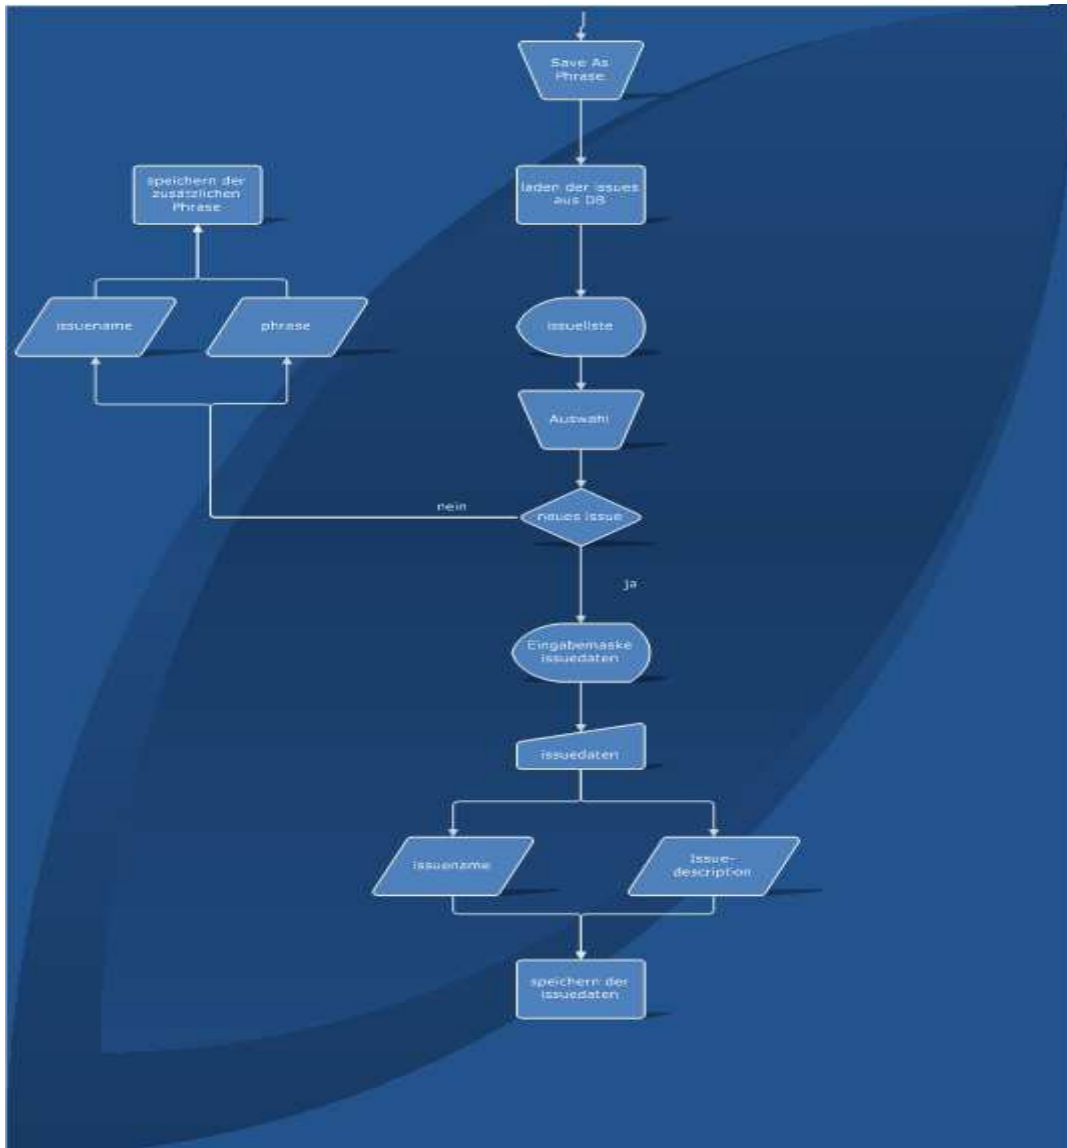 Save As
Phrase
speichern der
zusätzlichen
Phrase
laden der issues
aus DB
issuename
phrase
issueliste
Auswahl
nein
neues issue
ja
Eingabemaske
issuedaten
issuedaten
issuename
Issue-
description
speichern der
issuedaten